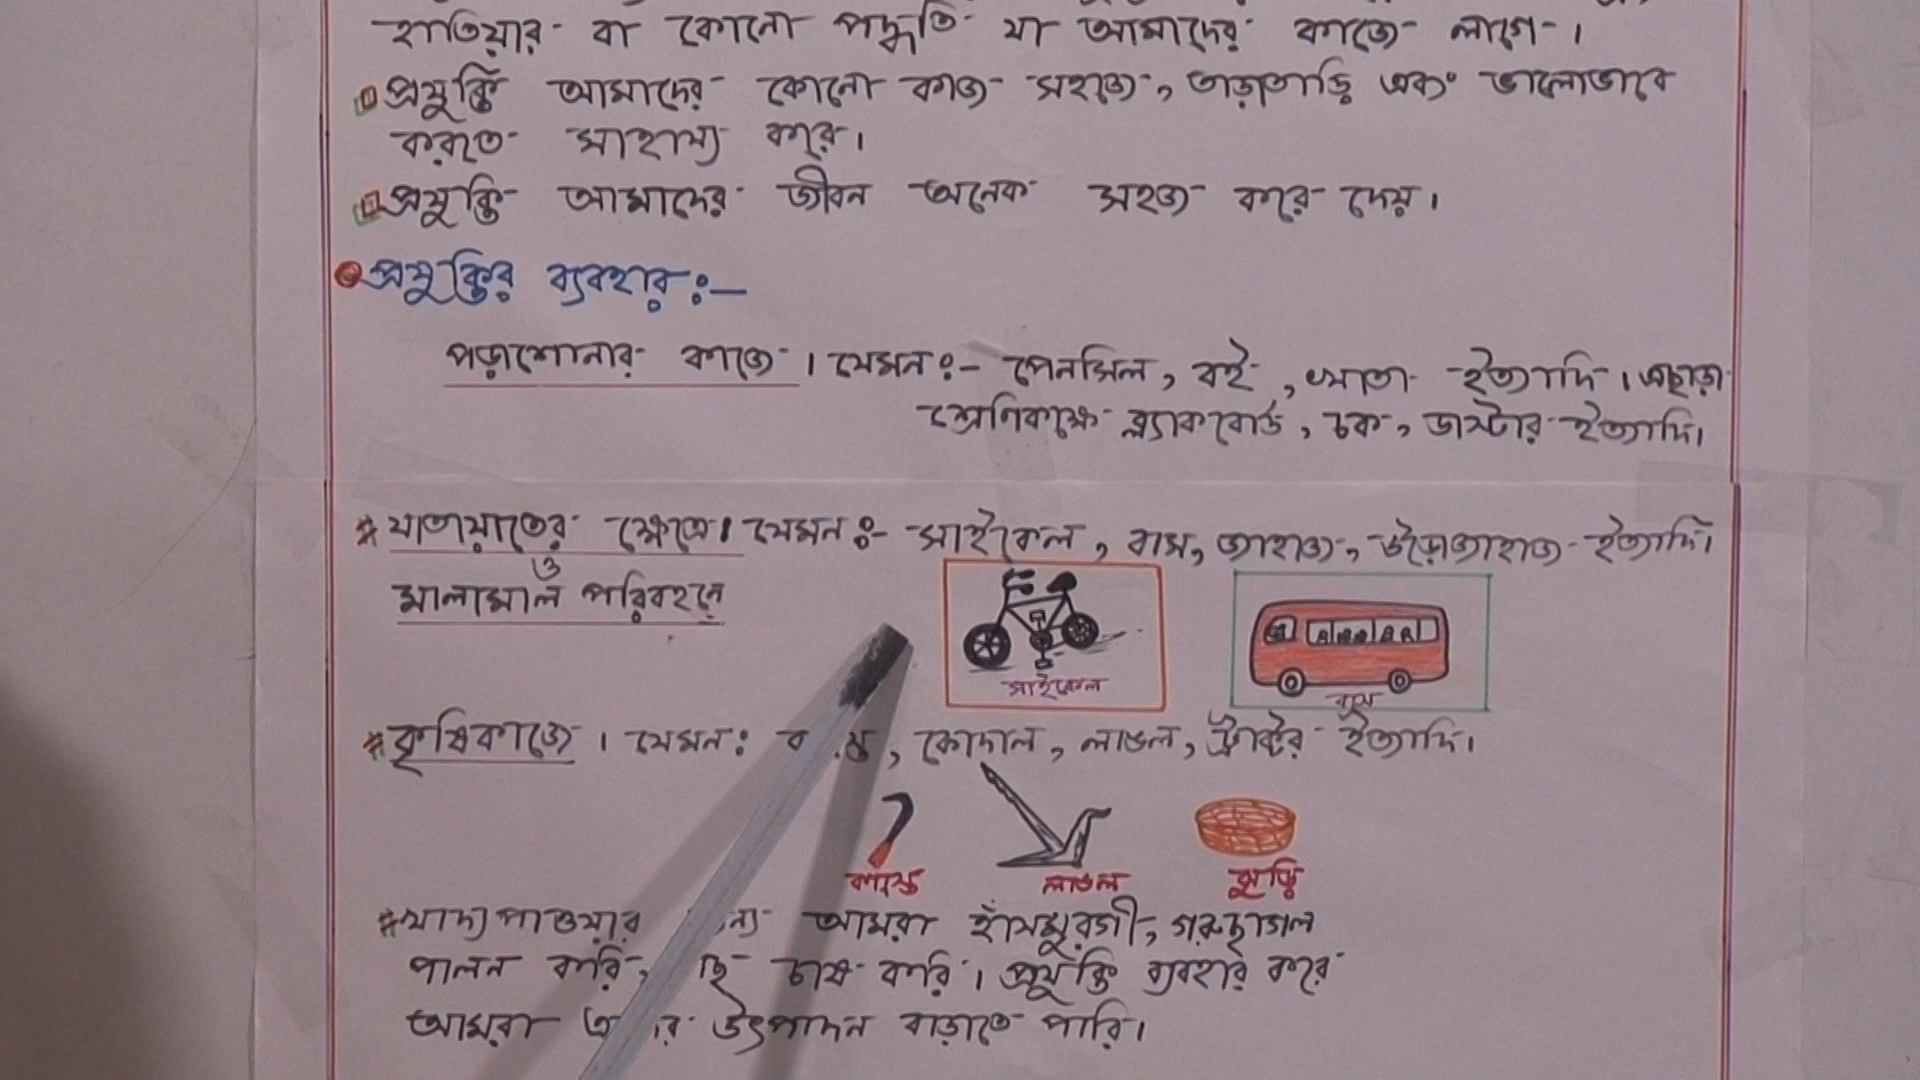 হাতিয়ার বা কোনো পদ্ধতি যা আমাদের কাজে লাগে।
প্রযুক্তি আমাদের কোনো কাজ সহজে, তাড়াতাড়ি এবং ভালোভাবে
করতে সাহায্য করে।
প্রযুক্তি আমাদের জীবন অনেক সহজ করে দেয়।
প্রযুক্তির ব্যবহার:—
পড়াশোনার কাজে। যেমন:- পেনসিল, বই, খাতা ইত্যাদি। এছাড়া
শ্রেণিকক্ষে ব্ল্যাকবোর্ড, চক, ডাস্টার ইত্যাদি।
যাতায়াতের ক্ষেত্রে। যেমন:- সাইকেল, বাস, জাহাজ, উড়োজাহাজ ইত্যাদি।
ও
মালামাল পরিবহনে
সাইকেল
বাস
কৃষিকাজে। যেমন: কোদাল, লাঙল, ট্রাক্টর ইত্যাদি।
কাস্তে লাঙল ঝুড়ি
খাদ্য পাওয়ার আমরা হাঁসমুরগী, গরুছাগল
পালন করি, চাষ করি। প্রযুক্তি ব্যবহার করে
আমরা উৎপাদন বাড়াতে পারি।